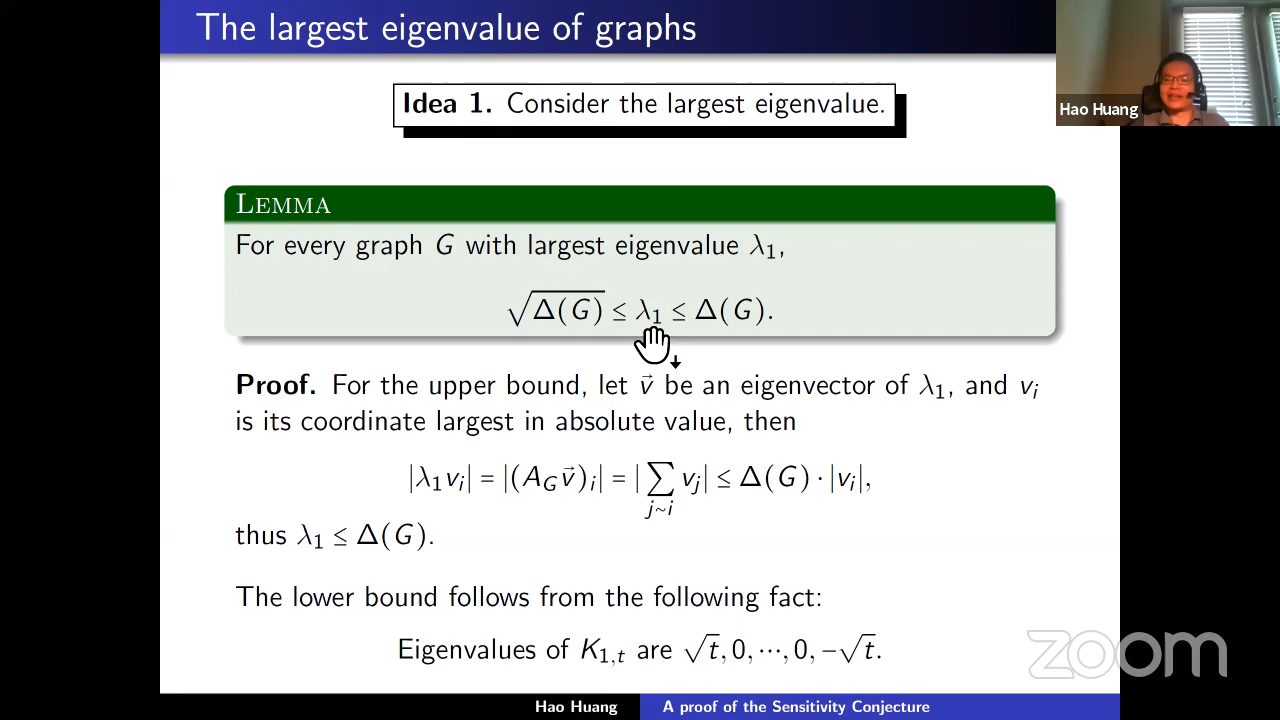 The largest eigenvalue of graphs
Hao Huang
Idea 1. Consider the largest eigenvalue.
LEMMA
For every graph G with largest eigenvalue λ₁,
√Δ(G) ≤ λ₁ ≤ Δ(G).
Proof. For the upper bound, let v⃗ be an eigenvector of λ₁, and vᵢ
is its coordinate largest in absolute value, then
|λ₁vᵢ| = |(A_G v⃗)ᵢ| = |∑_{j~i} vⱼ| ≤ Δ(G) · |vᵢ|,
thus λ₁ ≤ Δ(G).
The lower bound follows from the following fact:
Eigenvalues of K₁,ₜ are √t, 0, ···, 0, −√t.
zoom
Hao Huang A proof of the Sensitivity Conjecture